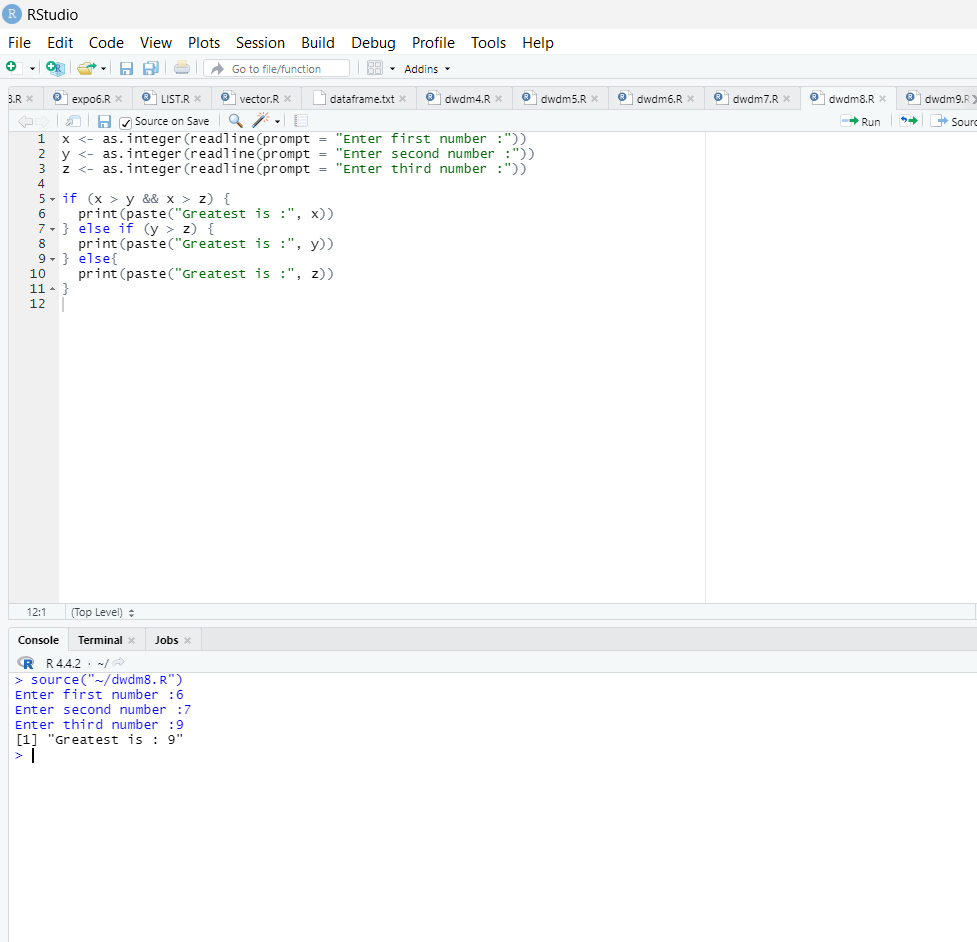 RStudio
File Edit Code View Plots Session Build Debug Profile Tools Help
Go to file/function Addins
3.R expo6.R LIST.R vector.R dataframe.txt dwdm4.R dwdm5.R dwdm6.R dwdm7.R dwdm8.R dwdm9.R
Source on Save Run Sourc
1 x <- as.integer(readline(prompt = "Enter first number :"))
2 y <- as.integer(readline(prompt = "Enter second number :"))
3 z <- as.integer(readline(prompt = "Enter third number :"))
4
5 if (x > y && x > z) {
6   print(paste("Greatest is :", x))
7 } else if (y > z) {
8   print(paste("Greatest is :", y))
9 } else{
10   print(paste("Greatest is :", z))
11 }
12
12:1 (Top Level)
Console Terminal Jobs
R R 4.4.2 · ~/
> source("~/dwdm8.R")
Enter first number :6
Enter second number :7
Enter third number :9
[1] "Greatest is : 9"
>